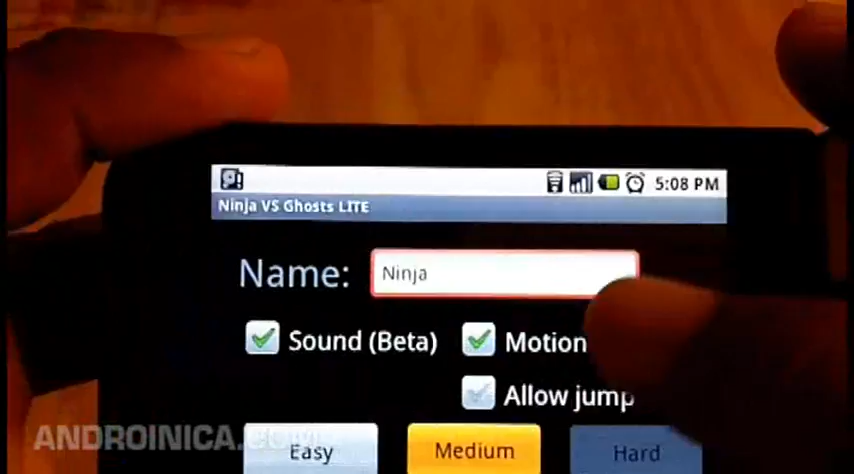 5:08 PM
Ninja VS Ghosts LITE
Name: Ninja
Sound (Beta) Motion
Allow jump
Easy Medium Hard
ANDROINICA.COM